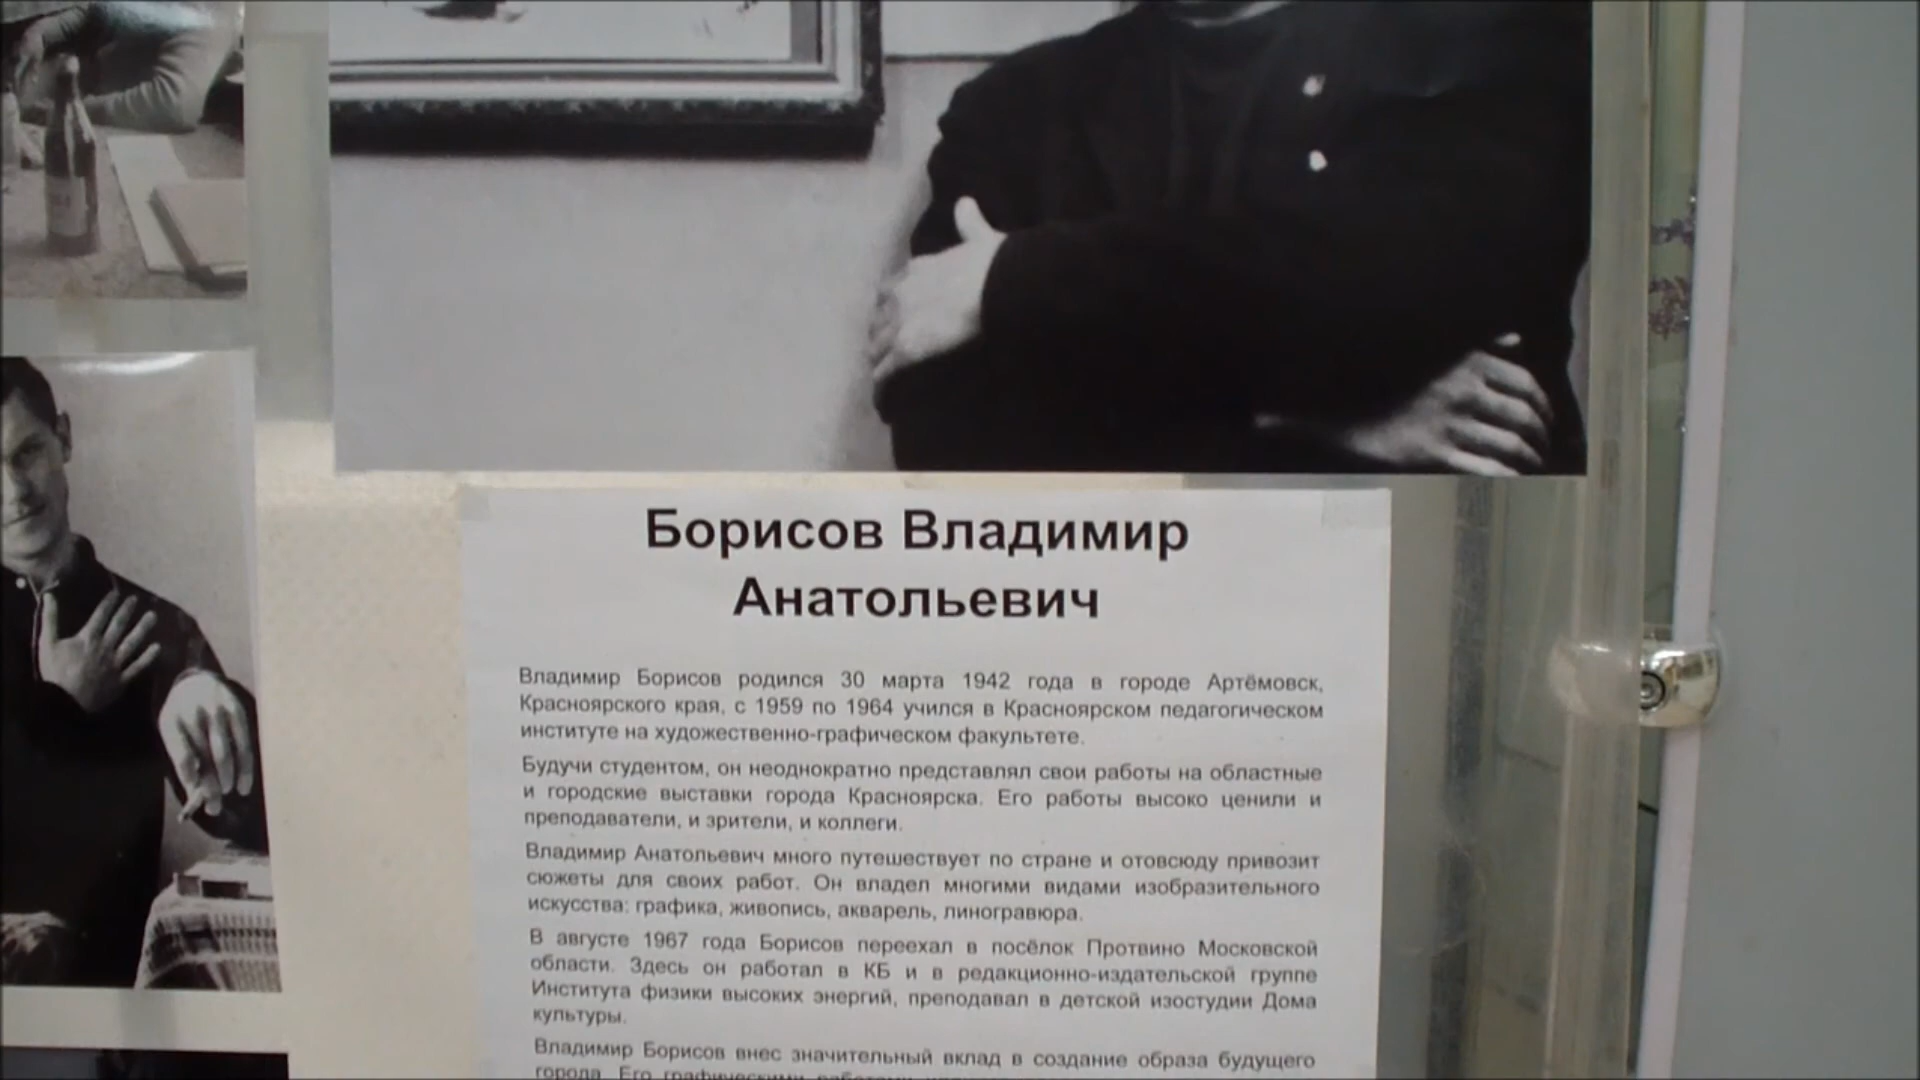 Борисов Владимир
Анатольевич
Владимир Борисов родился 30 марта 1942 года в городе Артёмовск,
Красноярского края, с 1959 по 1964 учился в Красноярском педагогическом
институте на художественно-графическом факультете.
Будучи студентом, он неоднократно представлял свои работы на областные
и городские выставки города Красноярска. Его работы высоко ценили и
преподаватели, и зрители, и коллеги.
Владимир Анатольевич много путешествует по стране и отовсюду привозит
сюжеты для своих работ. Он владел многими видами изобразительного
искусства: графика, живопись, акварель, линогравюра.
В августе 1967 года Борисов переехал в посёлок Протвино Московской
области. Здесь он работал в КБ и в редакционно-издательской группе
Института физики высоких энергий, преподавал в детской изостудии Дома
культуры.
Владимир Борисов внес значительный вклад в создание образа будущего
города. Его графическими работами